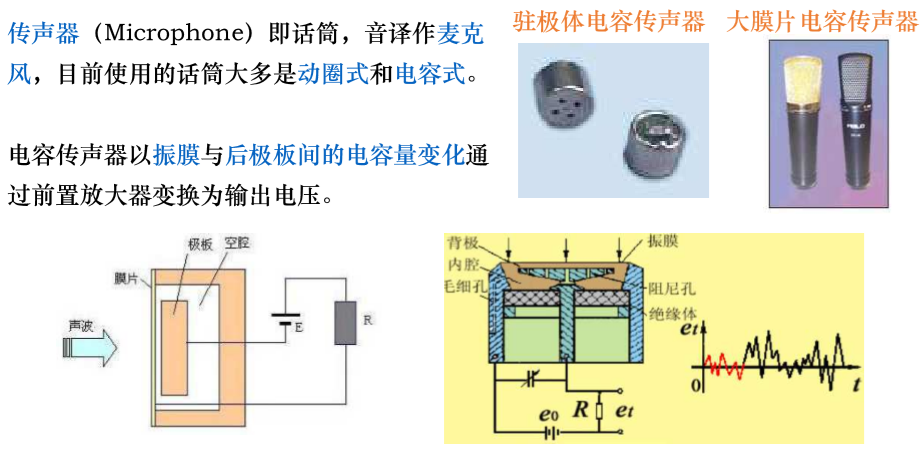 传声器（Microphone）即话筒，音译作麦克
风，目前使用的话筒大多是动圈式和电容式。
电容传声器以振膜与后极板间的电容量变化通
过前置放大器变换为输出电压。
驻极体电容传声器
大膜片电容传声器
极板
空腔
膜片
声波
E
R
背极
振膜
内腔
毛细孔
阻尼孔
绝缘体
e0
R
et
et
0
t